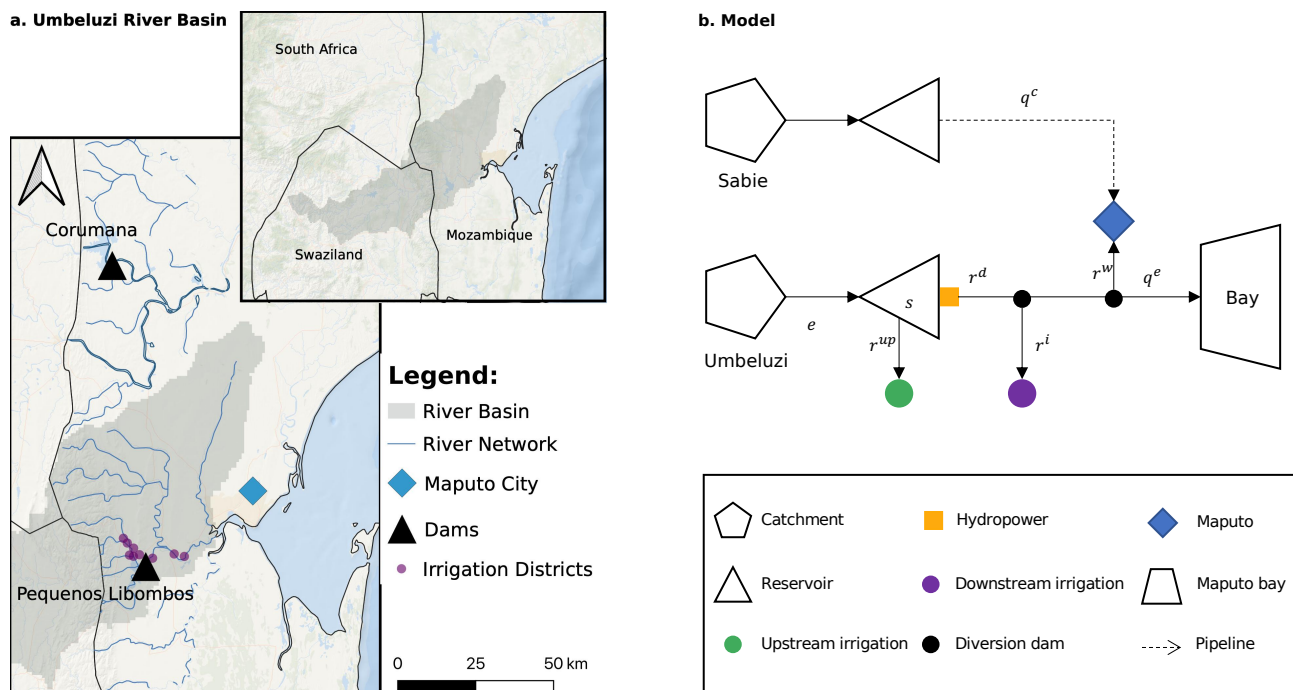 a. Umbeluzi River Basin
South Africa
Swaziland
Mozambique
Corumana
Pequenos Libombos
Legend:
River Basin
River Network
Maputo City
Dams
Irrigation Districts
0 25 50 km
b. Model
Sabie
q^c
Umbeluzi
e
s
r^up
r^d
r^i
r^w
q^e
Bay
Catchment
Hydropower
Maputo
Reservoir
Downstream irrigation
Maputo bay
Upstream irrigation
Diversion dam
Pipeline